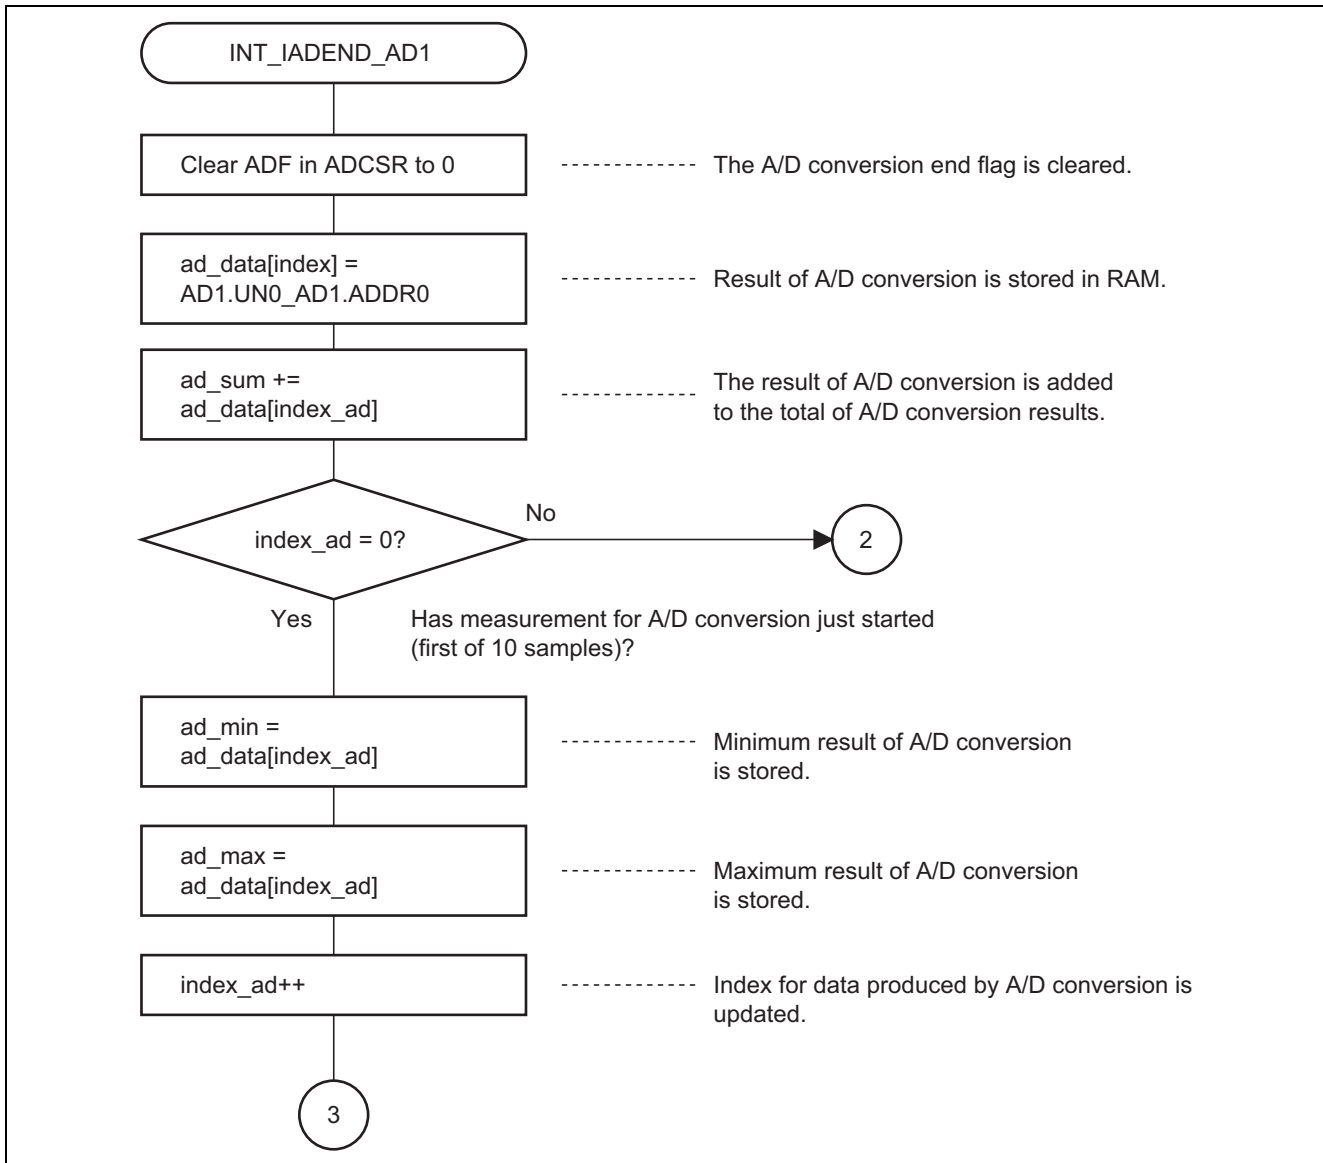 INT_IADEND_AD1
Clear ADF in ADCSR to 0
The A/D conversion end flag is cleared.
ad_data[index] =
AD1.UN0_AD1.ADDR0
Result of A/D conversion is stored in RAM.
ad_sum +=
ad_data[index_ad]
The result of A/D conversion is added
to the total of A/D conversion results.
index_ad = 0?
No
2
Yes
Has measurement for A/D conversion just started
(first of 10 samples)?
ad_min =
ad_data[index_ad]
Minimum result of A/D conversion
is stored.
ad_max =
ad_data[index_ad]
Maximum result of A/D conversion
is stored.
index_ad++
Index for data produced by A/D conversion is
updated.
3